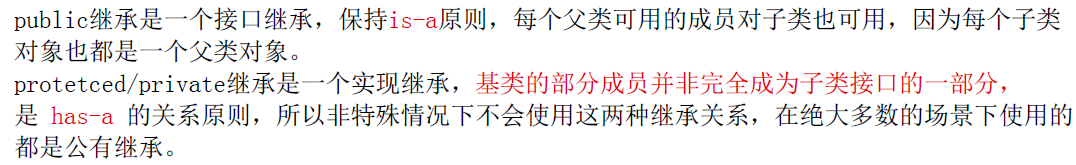 public继承是一个接口继承，保持is-a原则，每个父类可用的成员对子类也可用，因为每个子类
对象也都是一个父类对象。
protetced/private继承是一个实现继承，基类的部分成员并非完全成为子类接口的一部分，
是 has-a 的关系原则，所以非特殊情况下不会使用这两种继承关系，在绝大多数的场景下使用的
都是公有继承。